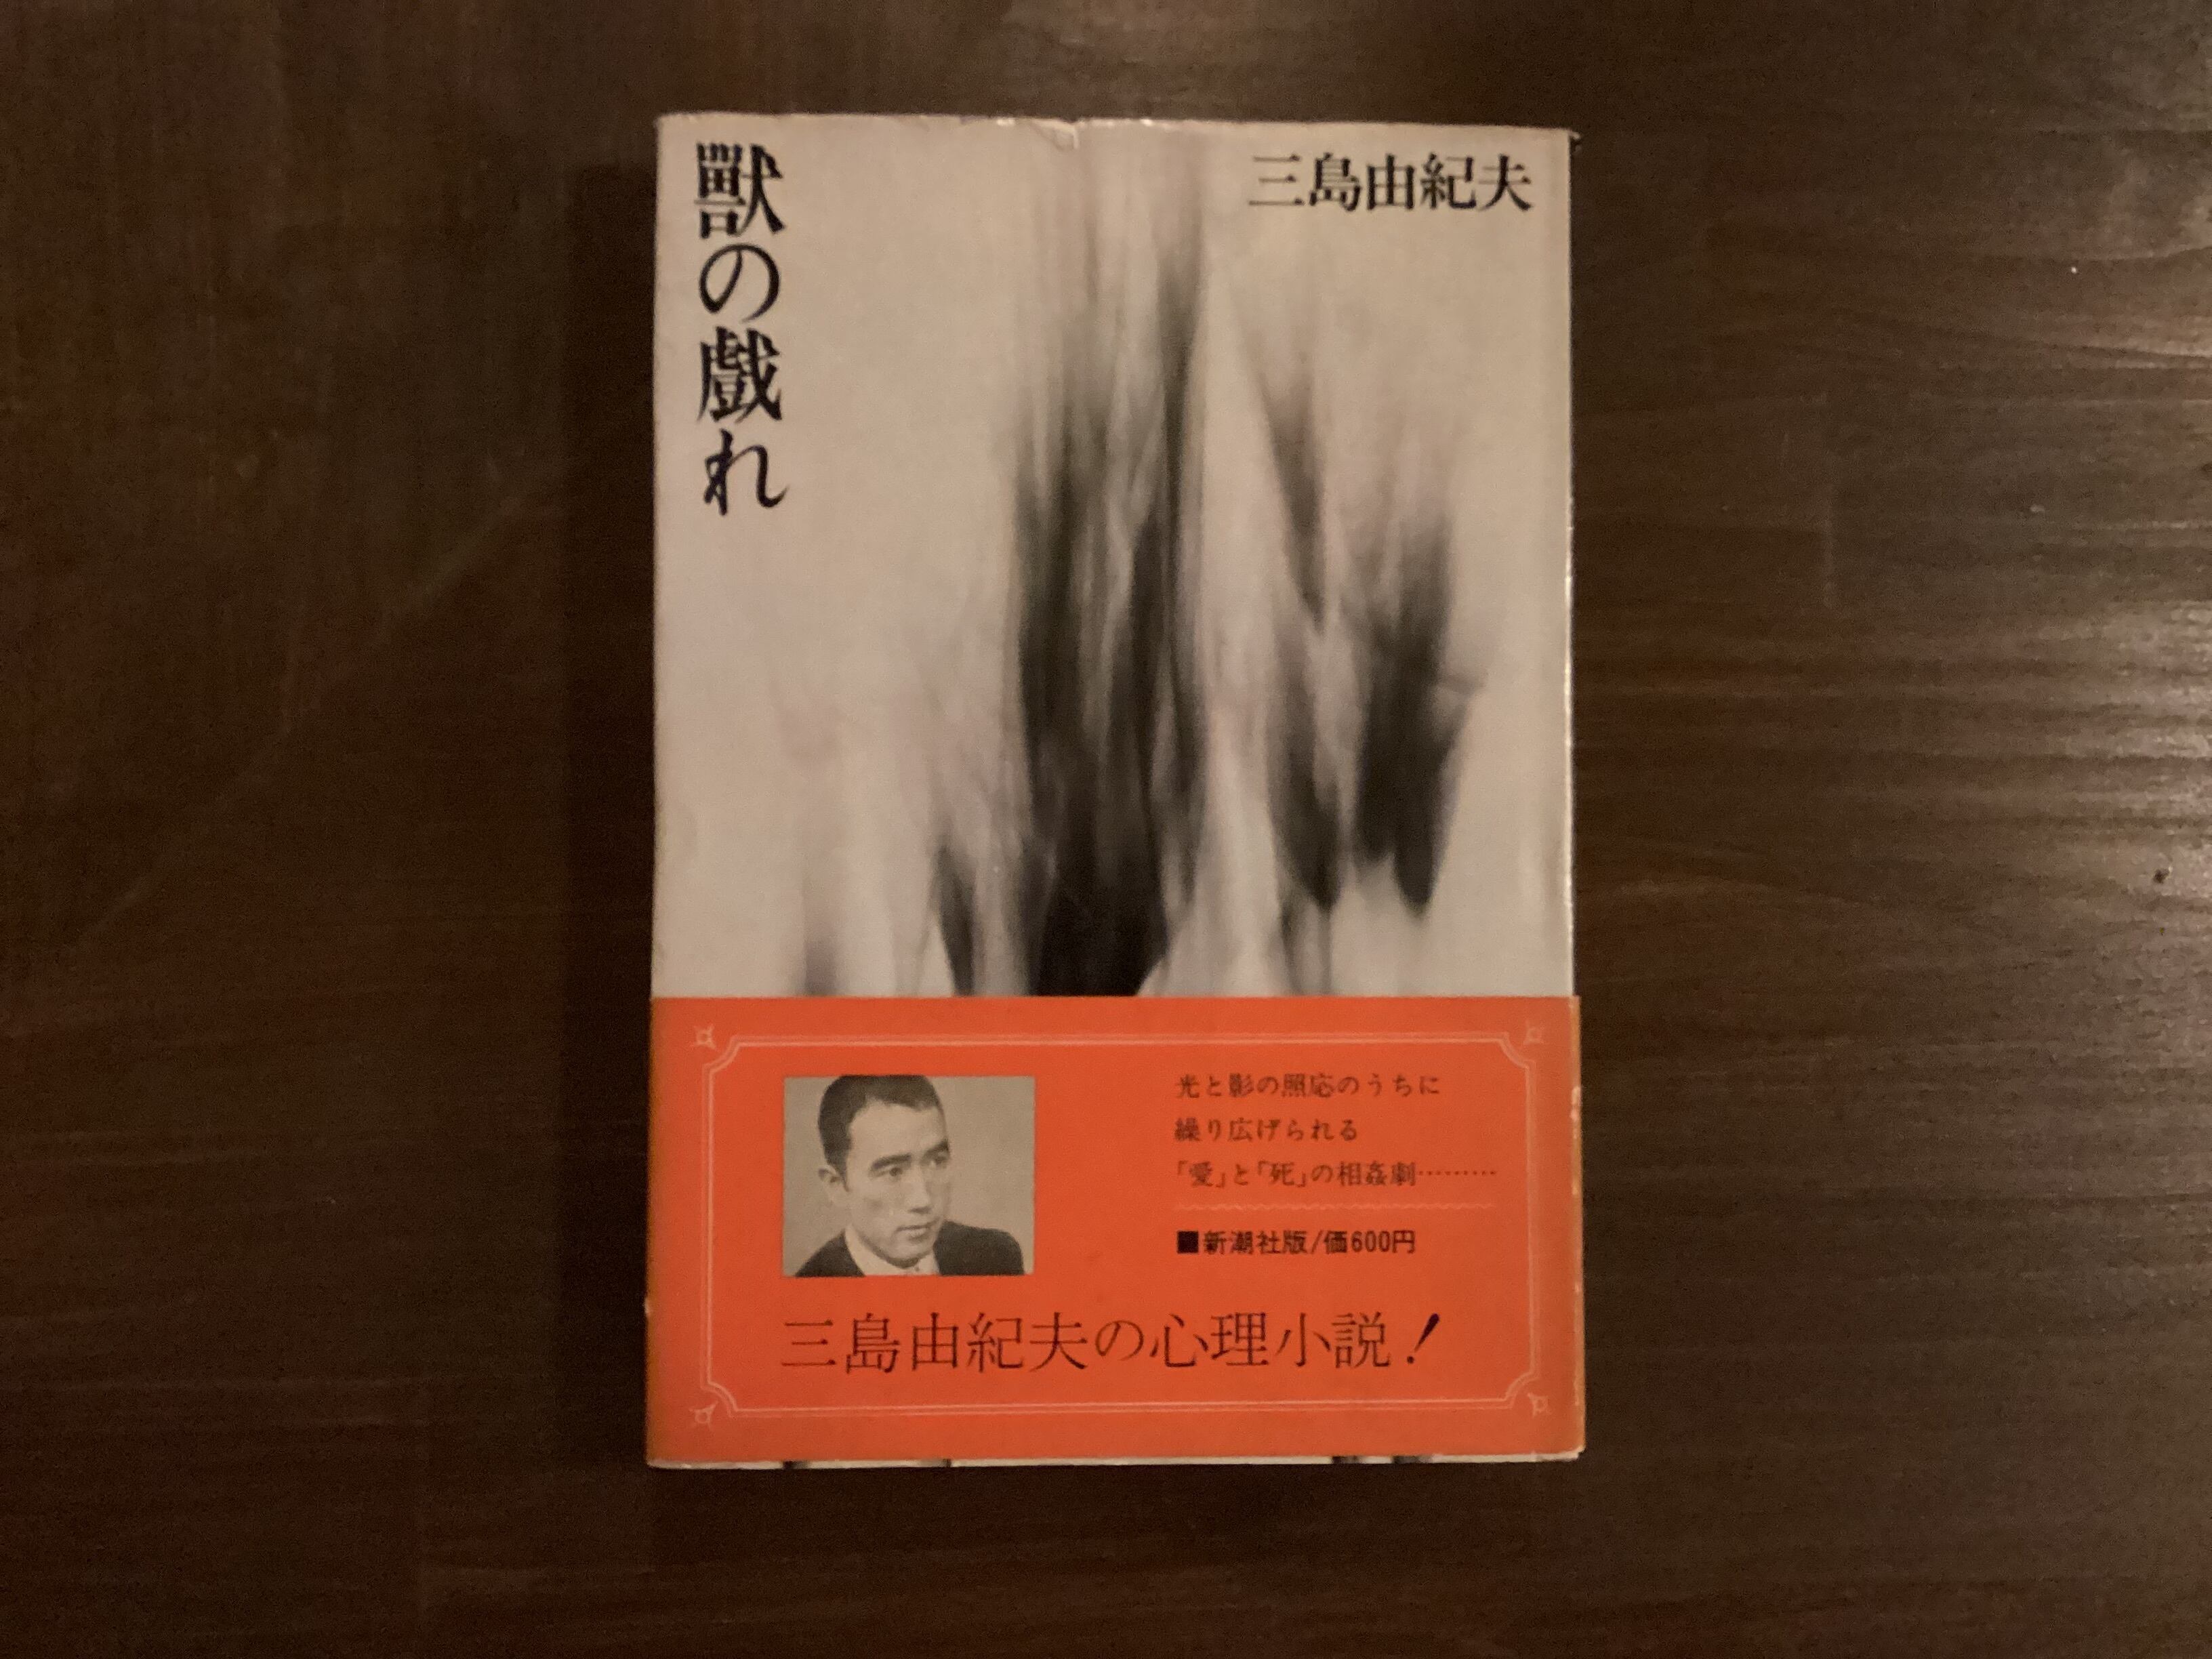 三島由紀夫
獸の戯れ
光と影の照応のうちに
繰り広げられる
「愛」と「死」の相姦劇………
■新潮社版/価600円
三島由紀夫の心理小説！